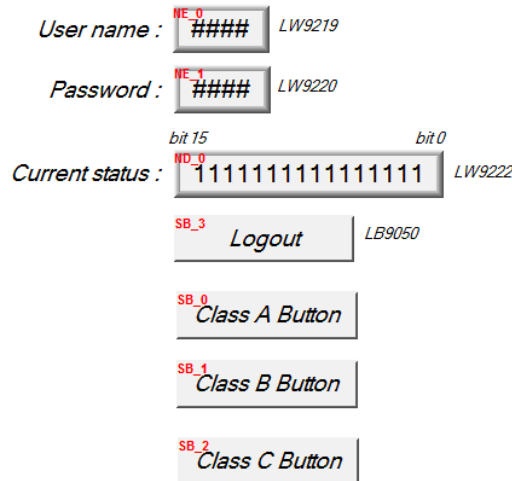 NE_0
User name : #### LW9219
NE_1
Password : #### LW9220
bit 15 bit 0
ND_0
Current status : 1111111111111111 LW9222
SB_3
Logout LB9050
SB_0
Class A Button
SB_1
Class B Button
SB_2
Class C Button